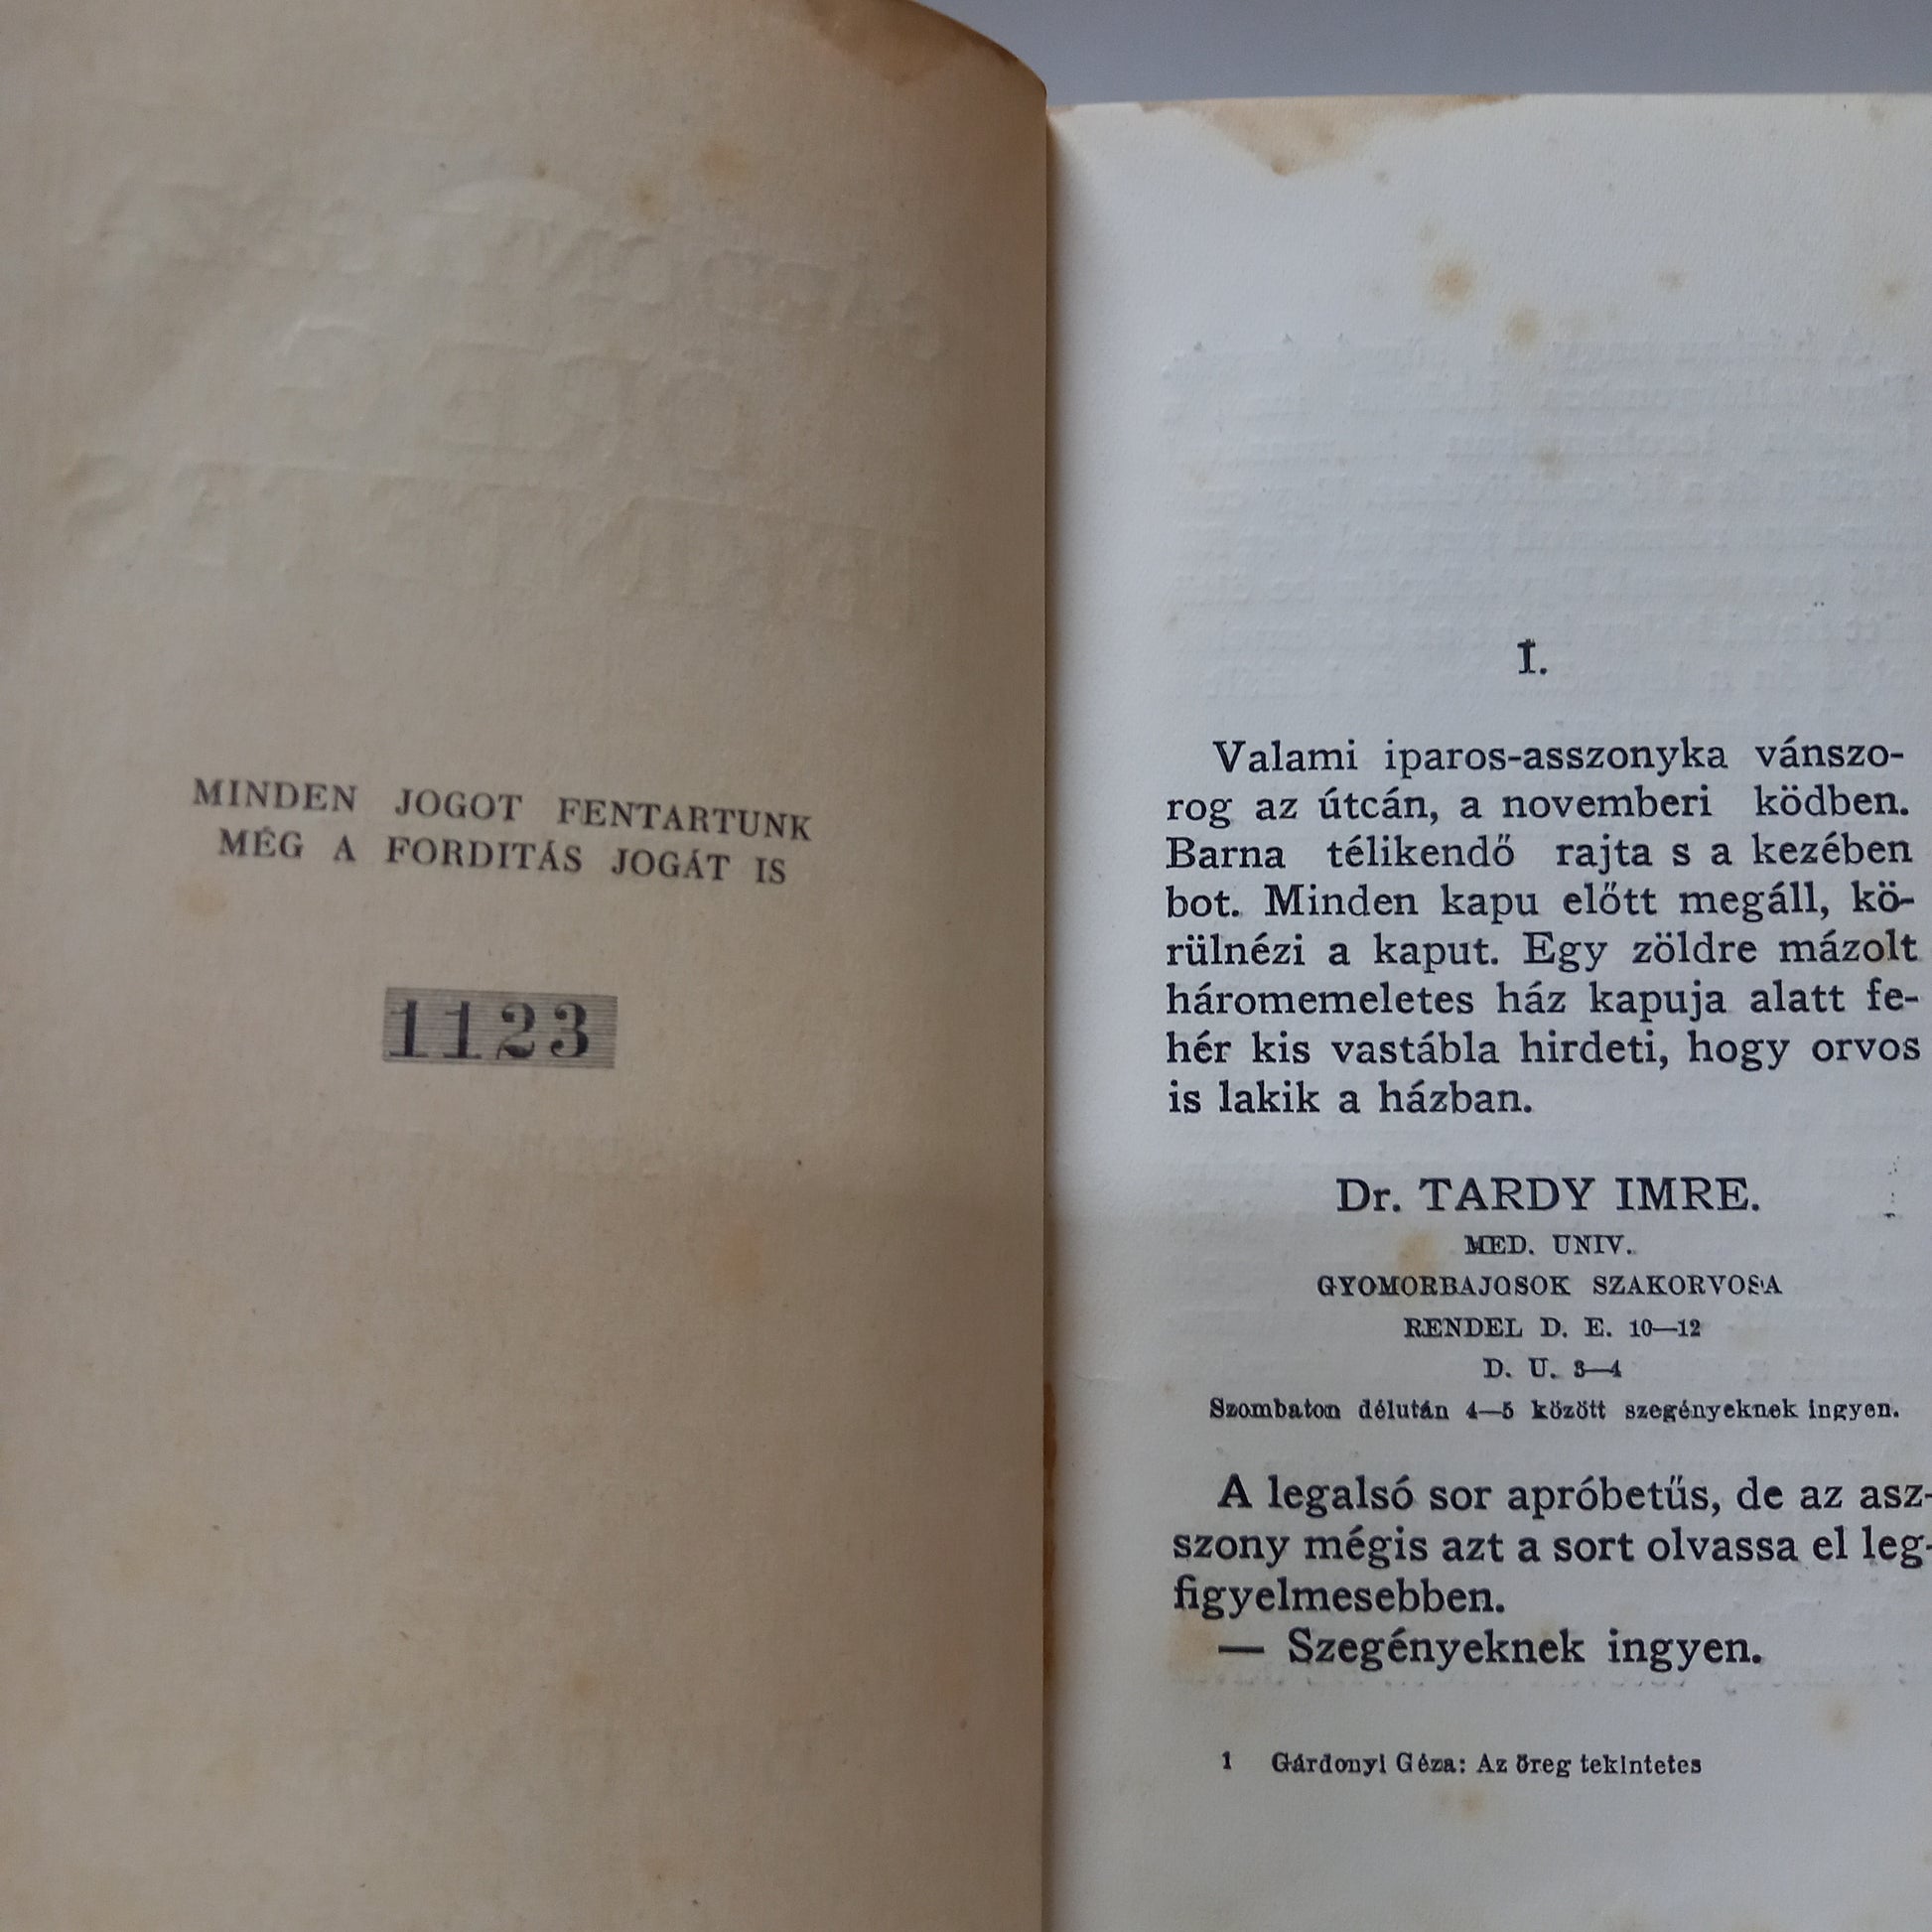 MINDEN JOGOT FENTARTUNK
MÉG A FORDITÁS JOGÁT IS
1123
I.
Valami iparos-asszonyka vánszo-
rog az útcán, a novemberi ködben.
Barna télikendő rajta s a kezében
bot. Minden kapu előtt megáll, kö-
rülnézi a kaput. Egy zöldre mázolt
háromemeletes ház kapuja alatt fe-
hér kis vastábla hirdeti, hogy orvos
is lakik a házban.
Dr. TARDY IMRE.
MED. UNIV.
GYOMORBAJOSOK SZAKORVOSA
RENDEL D. E. 10—12
D. U. 3—4
Szombaton délután 4—5 között szegényeknek ingyen.
A legalsó sor apróbetűs, de az asz-
szony mégis azt a sort olvassa el leg-
figyelmesebben.
— Szegényeknek ingyen.
1 Gárdonyi Géza: Az öreg tekintetes